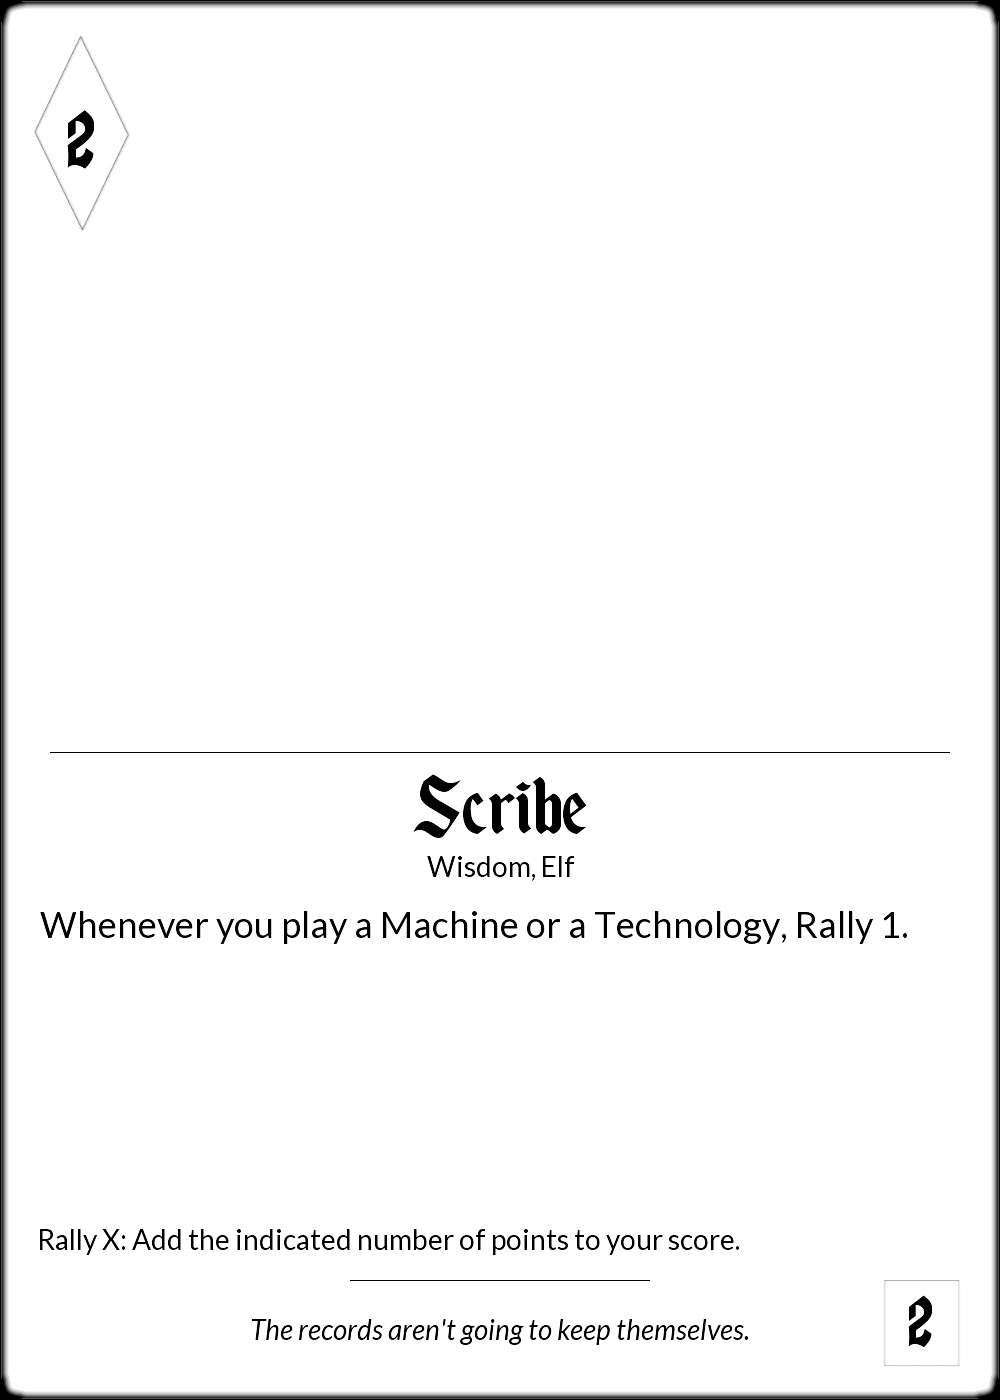 2
Scribe
Wisdom, Elf
Whenever you play a Machine or a Technology, Rally 1.
Rally X: Add the indicated number of points to your score.
The records aren't going to keep themselves.
2